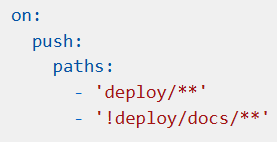 on:
  push:
    paths:
      - 'deploy/**'
      - '!deploy/docs/**'